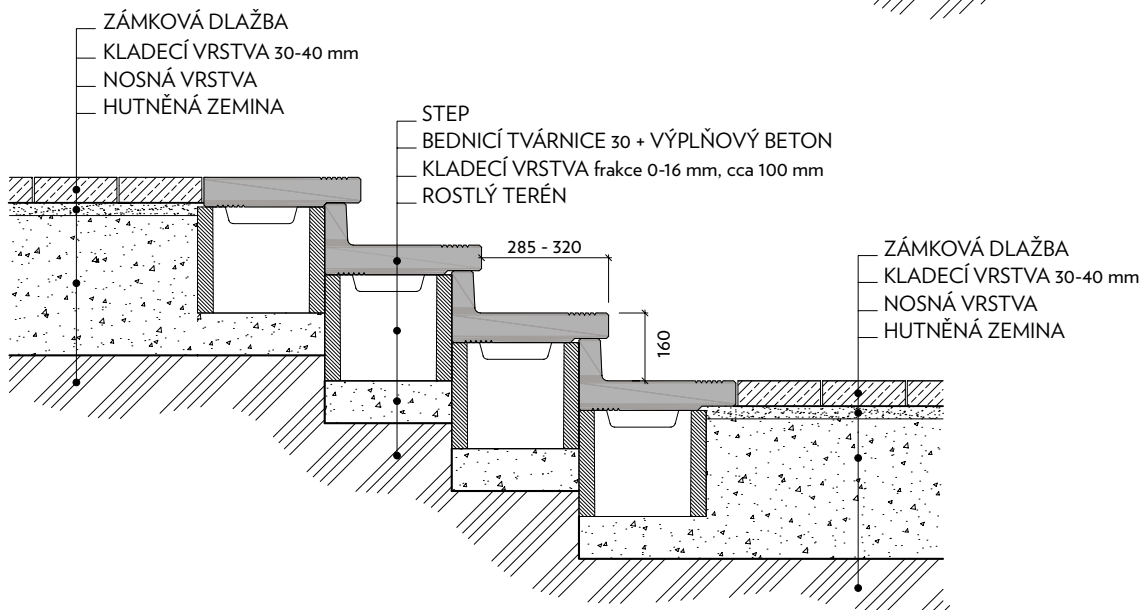 ZÁMKOVÁ DLAŽBA
KLADECÍ VRSTVA 30-40 mm
NOSNÁ VRSTVA
HUTNĚNÁ ZEMINA
STEP
BEDNICÍ TVÁRNICE 30 + VÝPLŇOVÝ BETON
KLADECÍ VRSTVA frakce 0-16 mm, cca 100 mm
ROSTLÝ TERÉN
285 - 320
160
ZÁMKOVÁ DLAŽBA
KLADECÍ VRSTVA 30-40 mm
NOSNÁ VRSTVA
HUTNĚNÁ ZEMINA